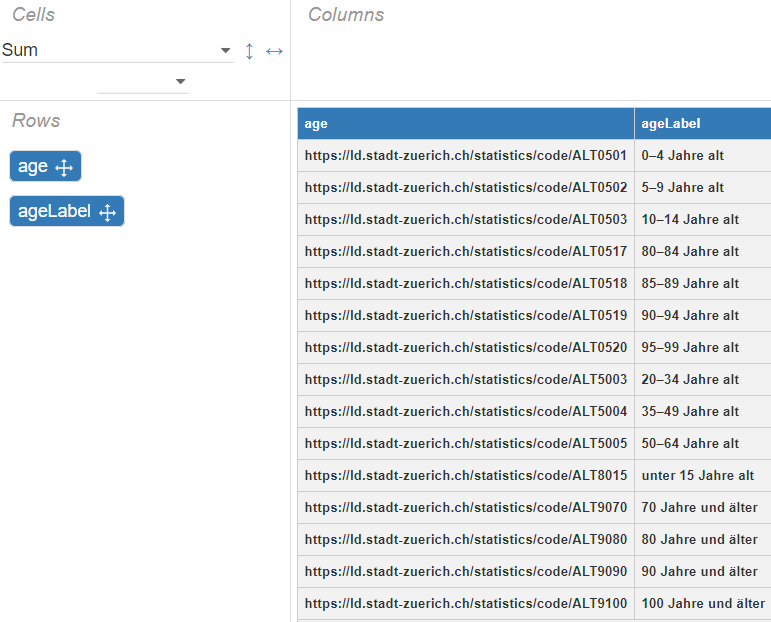 Cells
Columns
Sum
Rows
age
ageLabel
age ageLabel
https://ld.stadt-zuerich.ch/statistics/code/ALT0501 0–4 Jahre alt
https://ld.stadt-zuerich.ch/statistics/code/ALT0502 5–9 Jahre alt
https://ld.stadt-zuerich.ch/statistics/code/ALT0503 10–14 Jahre alt
https://ld.stadt-zuerich.ch/statistics/code/ALT0517 80–84 Jahre alt
https://ld.stadt-zuerich.ch/statistics/code/ALT0518 85–89 Jahre alt
https://ld.stadt-zuerich.ch/statistics/code/ALT0519 90–94 Jahre alt
https://ld.stadt-zuerich.ch/statistics/code/ALT0520 95–99 Jahre alt
https://ld.stadt-zuerich.ch/statistics/code/ALT5003 20–34 Jahre alt
https://ld.stadt-zuerich.ch/statistics/code/ALT5004 35–49 Jahre alt
https://ld.stadt-zuerich.ch/statistics/code/ALT5005 50–64 Jahre alt
https://ld.stadt-zuerich.ch/statistics/code/ALT8015 unter 15 Jahre alt
https://ld.stadt-zuerich.ch/statistics/code/ALT9070 70 Jahre und älter
https://ld.stadt-zuerich.ch/statistics/code/ALT9080 80 Jahre und älter
https://ld.stadt-zuerich.ch/statistics/code/ALT9090 90 Jahre und älter
https://ld.stadt-zuerich.ch/statistics/code/ALT9100 100 Jahre und älter